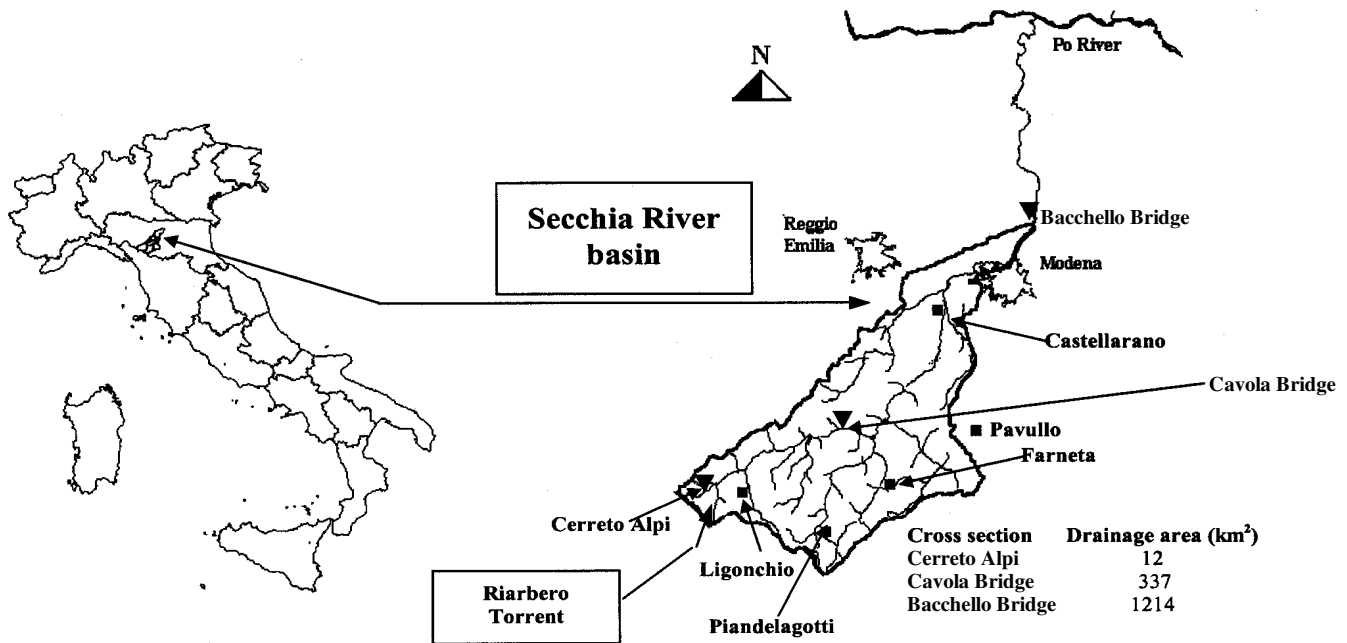 Po River
N
Secchia River
basin
Reggio
Emilia
Bacchello Bridge
Modena
Castellarano
Cavola Bridge
Pavullo
Farneta
Cerreto Alpi
Ligonchio
Riarbero
Torrent
Piandelagotti
Cross section Drainage area (km²)
Cerreto Alpi 12
Cavola Bridge 337
Bacchello Bridge 1214